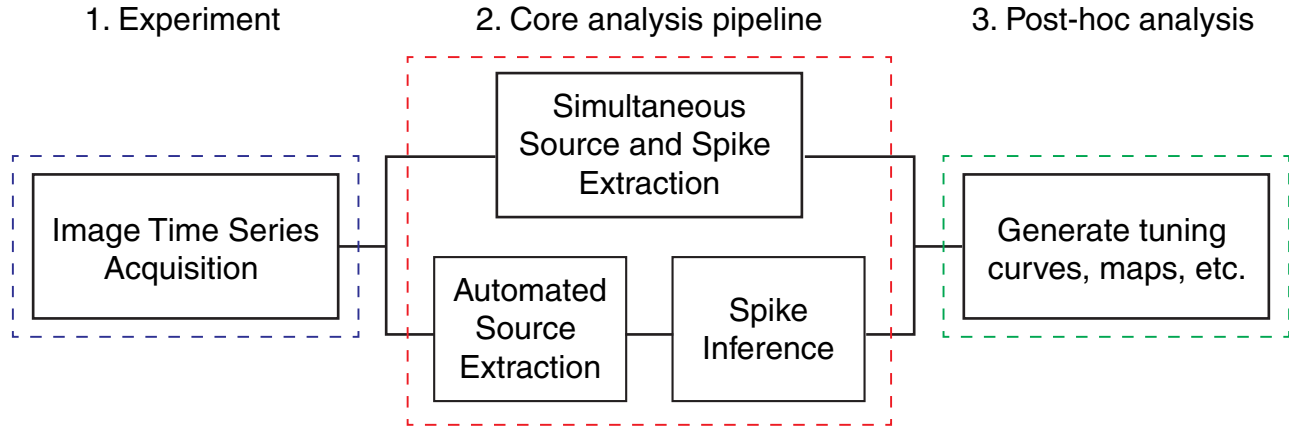 1. Experiment
2. Core analysis pipeline
3. Post-hoc analysis
Image Time Series
Acquisition
Simultaneous
Source and Spike
Extraction
Automated
Source
Extraction
Spike
Inference
Generate tuning
curves, maps, etc.